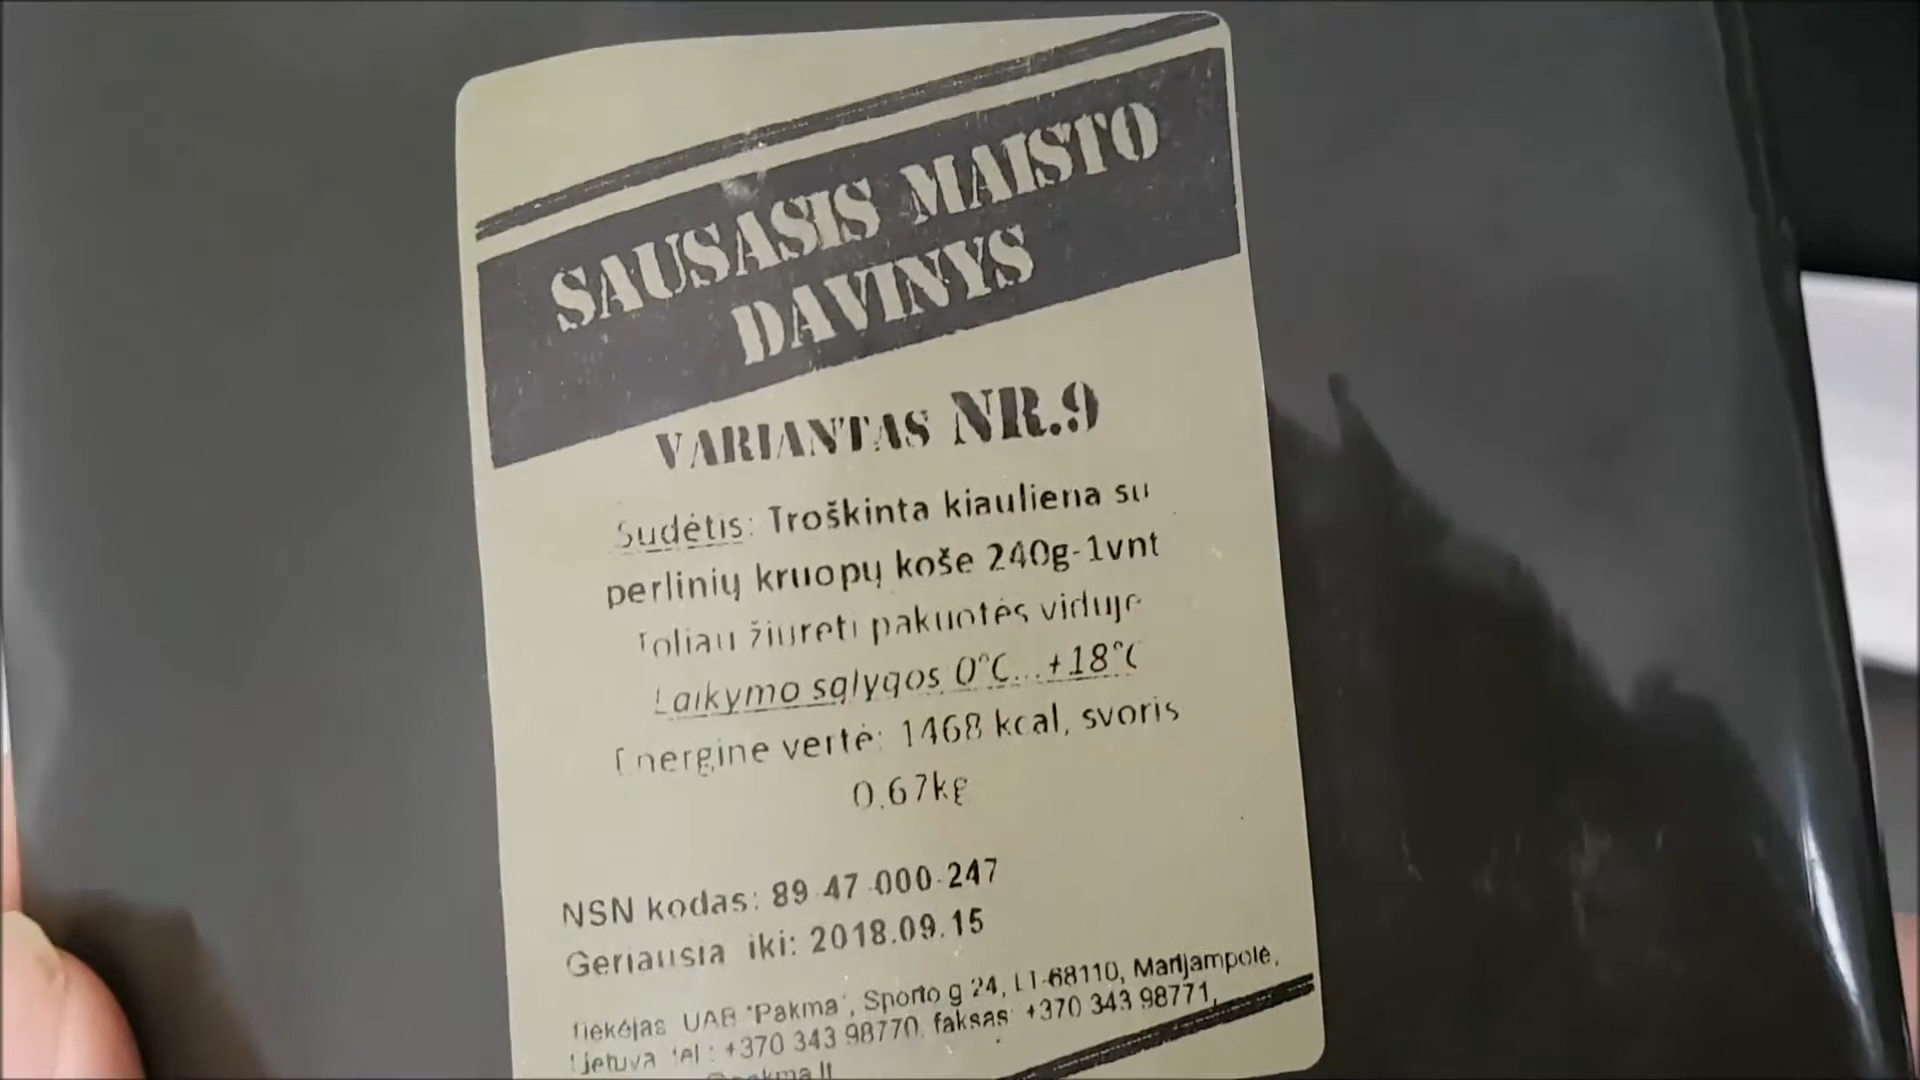 SAUSASIS MAISTO
DAVINYS
VARIANTAS NR.9
Sudėtis: Troškinta kiauliena su
perlinių kruopų koše 240g-1vnt
Toliau žiūrėti pakuotės viduje
Laikymo sąlygos 0°C...+18°C
Energinė vertė: 1468 kcal, svoris
0.67kg
NSN kodas: 89-47-000-247
Geriausia iki: 2018.09.15
Tiekėjas UAB "Pakma", Sporto g 24, LT-68110, Marijampolė,
Lietuva tel.: +370 343 98770, faksas: +370 343 98771,